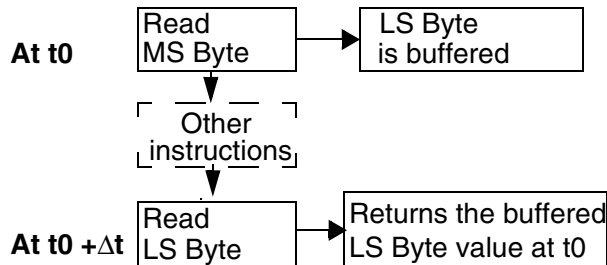 At t0
Read
MS Byte
LS Byte
is buffered
Other
instructions
At t0 +Δt
Read
LS Byte
Returns the buffered
LS Byte value at t0